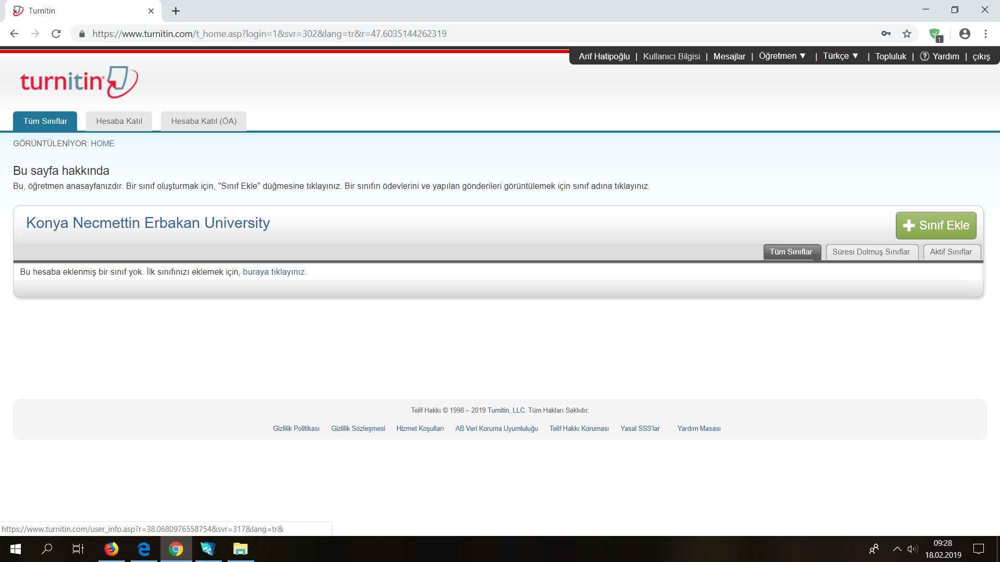 Turnitin
https://www.turnitin.com/t_home.asp?login=1&svr=302&lang=tr&r=47.6035144262319
1
Arif Hatipoğlu | Kullanıcı Bilgisi | Mesajlar | Öğretmen ▼ | Türkçe ▼ | Topluluk | ? Yardım | çıkış
turnitin
Tüm Sınıflar Hesaba Katıl Hesaba Katıl (ÖA)
GÖRÜNTÜLENİYOR: HOME
Bu sayfa hakkında
Bu, öğretmen anasayfanızdır. Bir sınıf oluşturmak için, "Sınıf Ekle" düğmesine tıklayınız. Bir sınıfın ödevlerini ve yapılan gönderileri görüntülemek için sınıf adına tıklayınız.
Konya Necmettin Erbakan University
Sınıf Ekle
Tüm Sınıflar Süresi Dolmuş Sınıflar Aktif Sınıflar
Bu hesaba eklenmiş bir sınıf yok. İlk sınıfınızı eklemek için, buraya tıklayınız.
Telif Hakkı © 1998 – 2019 Turnitin, LLC. Tüm Hakları Saklıdır.
Gizlilik Politikası Gizlilik Sözleşmesi Hizmet Koşulları AB Veri Koruma Uyumluluğu Telif Hakkı Koruması Yasal SSS'lar Yardım Masası
https://www.turnitin.com/user_info.asp?r=38.0680976558754&svr=317&lang=tr&
09:28
18.02.2019